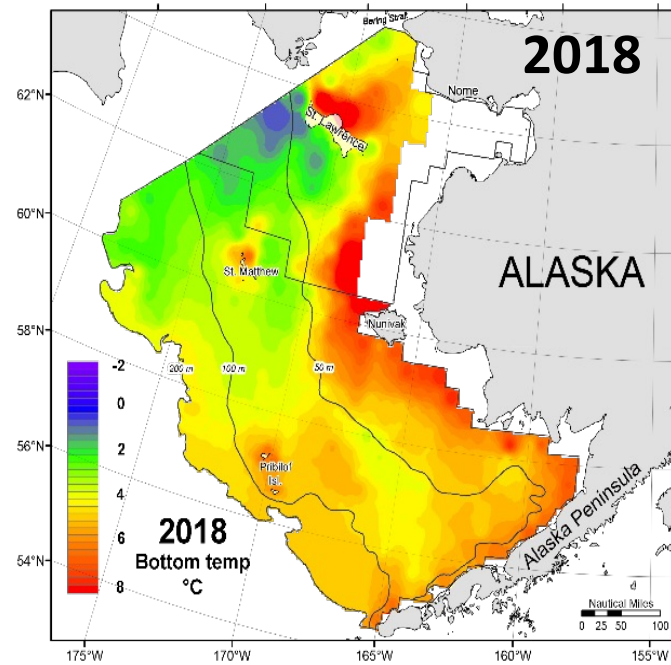 Bering Strait
2018
62°N
Nome
St. Lawrence
60°N
St. Matthew
ALASKA
58°N
Nunivak
-2
200 m
100 m
50 m
0
2
56°N
4
Pribilof
Isl.
6
2018
Bottom temp
°C
Alaska Peninsula
54°N
8
Nautical Miles
0 25 50 100
175°W
170°W
165°W
160°W
155°W